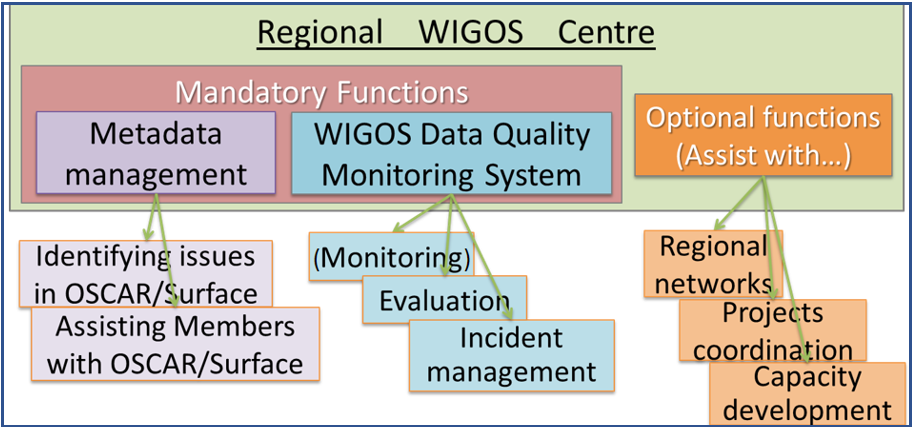 Regional WIGOS Centre
Mandatory Functions
Metadata
management
WIGOS Data Quality
Monitoring System
Optional functions
(Assist with...)
Identifying issues
in OSCAR/Surface
Assisting Members
with OSCAR/Surface
(Monitoring)
Evaluation
Incident
management
Regional
networks
Projects
coordination
Capacity
development